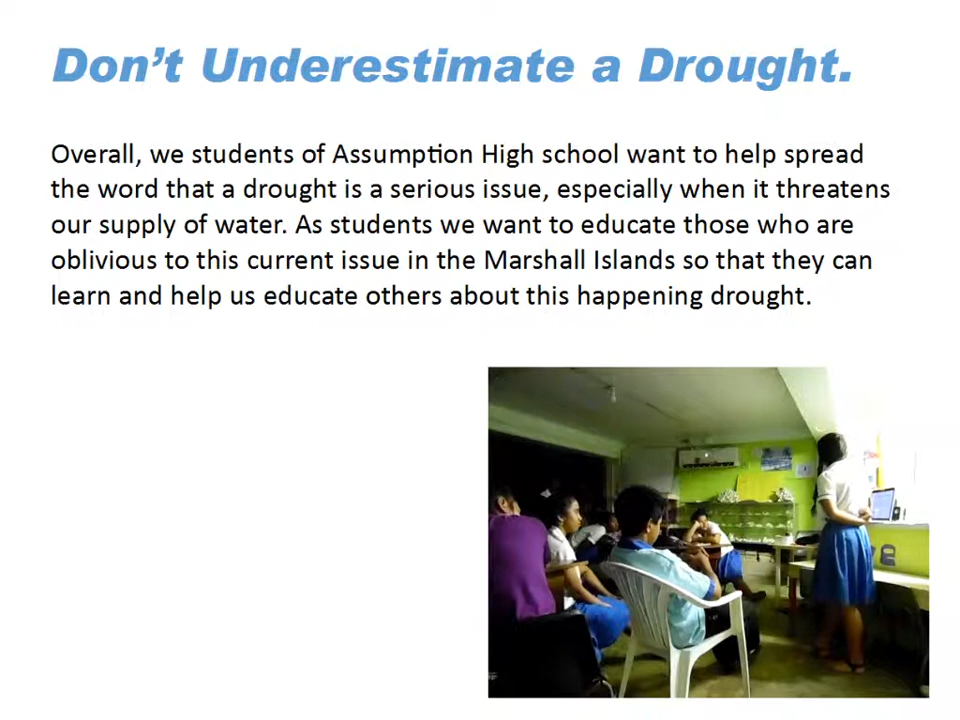 Don't Underestimate a Drought.
Overall, we students of Assumption High school want to help spread
the word that a drought is a serious issue, especially when it threatens
our supply of water. As students we want to educate those who are
oblivious to this current issue in the Marshall Islands so that they can
learn and help us educate others about this happening drought.